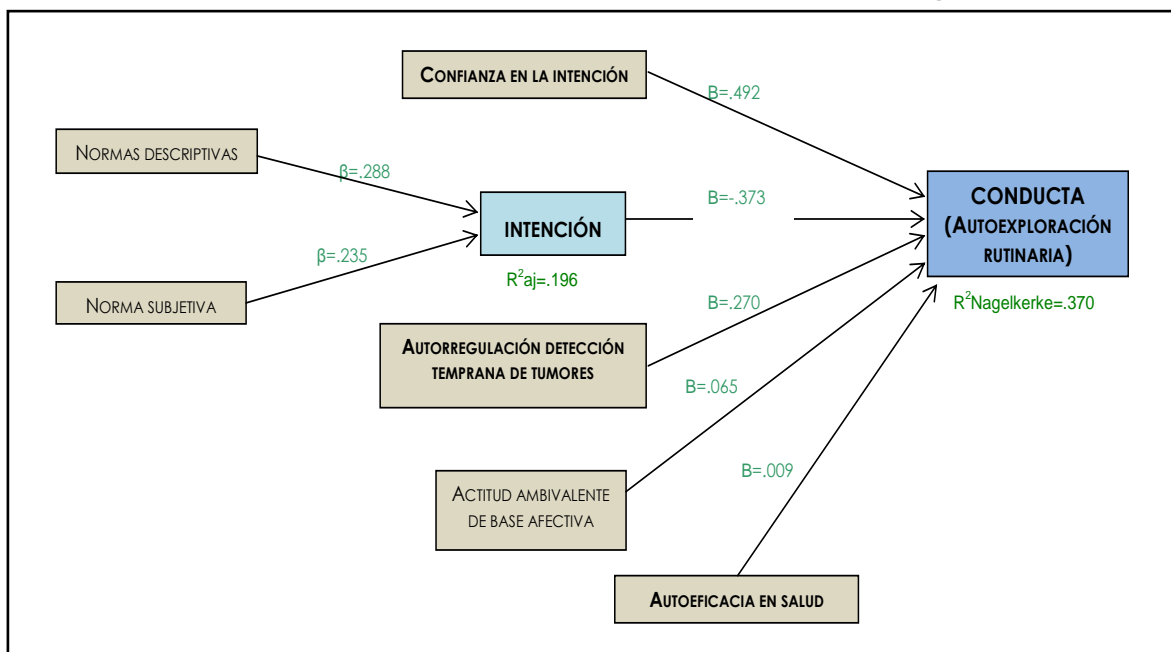 CONFIANZA EN LA INTENCIÓN
B=.492
NORMAS DESCRIPTIVAS
β=.288
INTENCIÓN
B=-.373
CONDUCTA
(AUTOEXPLORACIÓN
RUTINARIA)
β=.235
R²aj=.196
NORMA SUBJETIVA
B=.270
R²Nagelkerke=.370
AUTORREGULACIÓN DETECCIÓN
TEMPRANA DE TUMORES
B=.065
B=.009
ACTITUD AMBIVALENTE
DE BASE AFECTIVA
AUTOEFICACIA EN SALUD